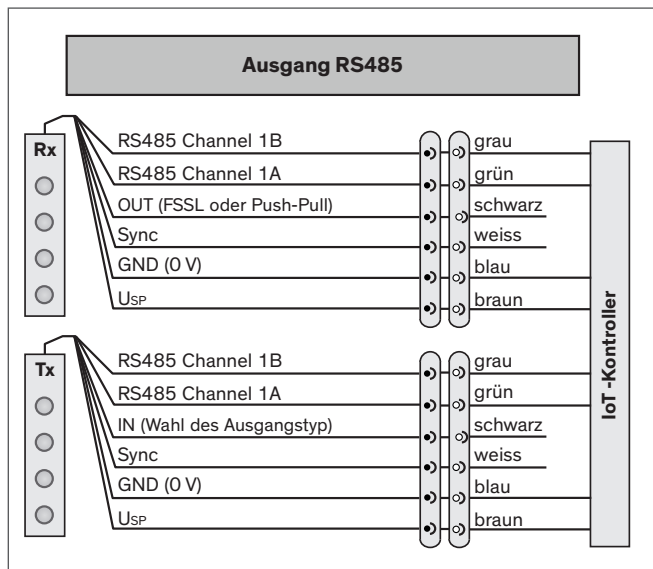 Ausgang RS485
Rx
RS485 Channel 1B grau
RS485 Channel 1A grün
OUT (FSSL oder Push-Pull) schwarz
Sync weiss
GND (0 V) blau
USP braun
Tx
RS485 Channel 1B grau
RS485 Channel 1A grün
IN (Wahl des Ausgangstyp) schwarz
Sync weiss
GND (0 V) blau
USP braun
IoT -Kontroller